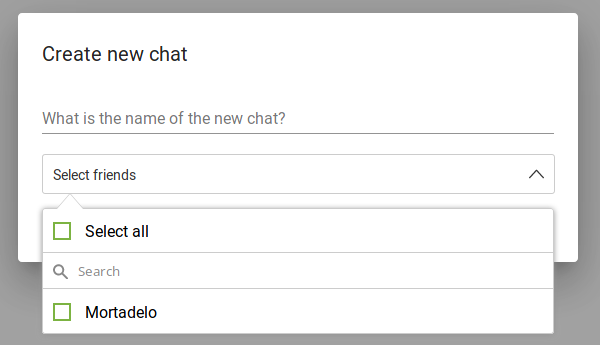 Create new chat
What is the name of the new chat?
Select friends
Select all
Search
Mortadelo